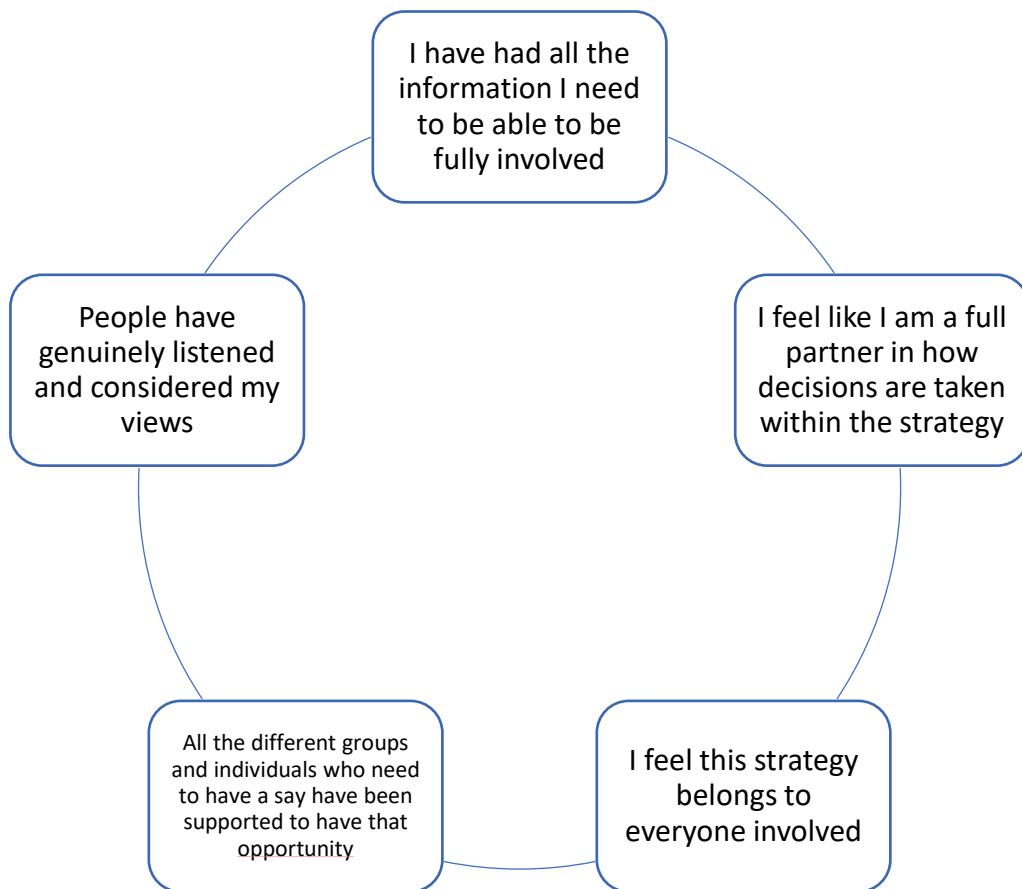 I have had all the
information I need
to be able to be
fully involved
People have
genuinely listened
and considered my
views
I feel like I am a full
partner in how
decisions are taken
within the strategy
All the different groups
and individuals who need
to have a say have been
supported to have that
opportunity
I feel this strategy
belongs to
everyone involved